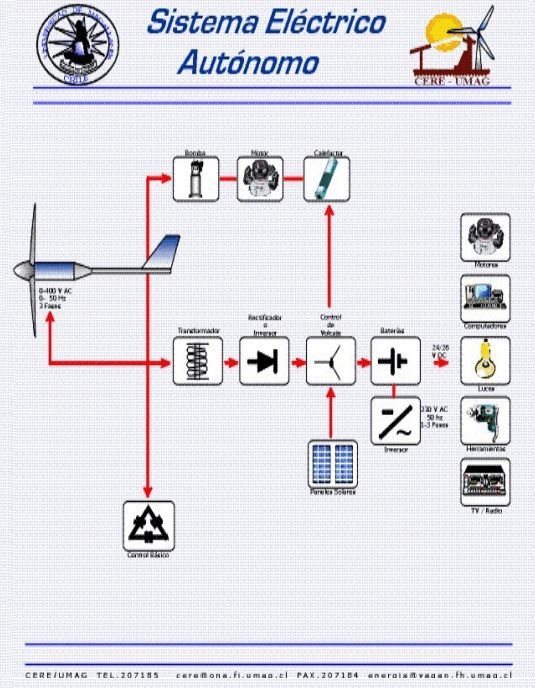 Sistema Eléctrico
Autónomo
CHILE
CERE - UMAG
Bomba
Motor
Calefactor
0-400 V AC
0- 50 Hz
3 Fases
Transformador
Rectificador
o
Inversor
Control
de
Voltaje
Baterías
24/36
V DC
Motores
Computadores
Luces
230 V AC
50 hz
1-3 Fases
Inversor
Herramientas
Paneles Solares
TV / Radio
Control Básico
CERE/UMAG TEL.207185 cere@ona.fi.umag.cl FAX.207184 energia@yagan.fh.umag.cl